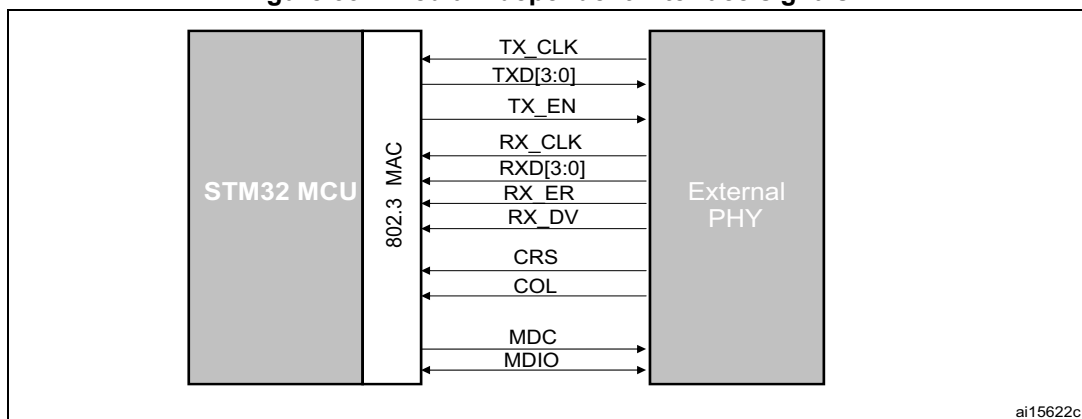 TX_CLK
TXD[3:0]
TX_EN
RX_CLK
RXD[3:0]
RX_ER
RX_DV
CRS
COL
MDC
MDIO
STM32 MCU
802.3 MAC
External
PHY
ai15622c